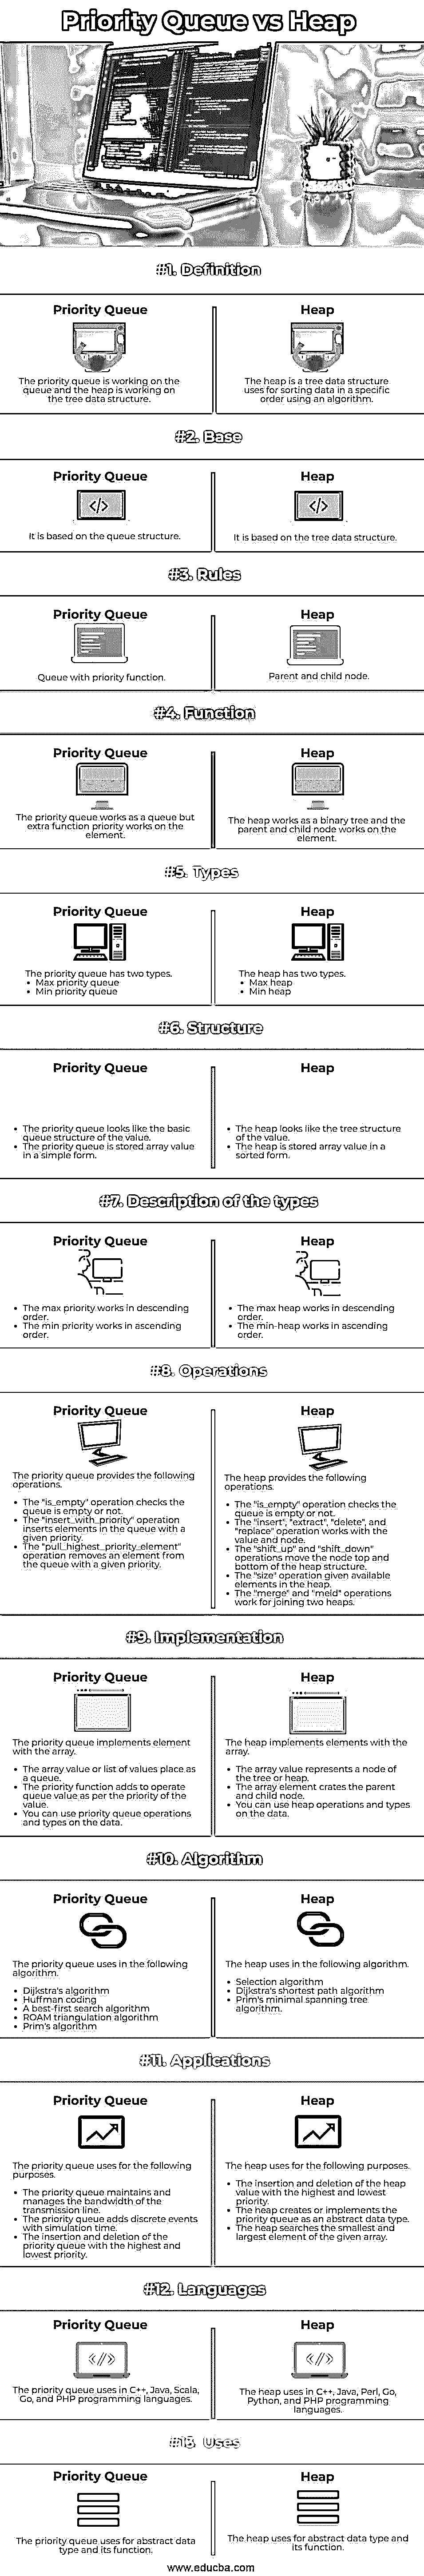 Priority Queue vs Heap
#1. Definition
Priority Queue
The priority queue is working on the
queue and the heap is working on
the tree data structure.
Heap
The heap is a tree data structure
uses for sorting data in a specific
order using an algorithm.
#2. Base
Priority Queue
It is based on the queue structure.
Heap
It is based on the tree data structure.
#3. Rules
Priority Queue
Queue with priority function.
Heap
Parent and child node.
#4. Function
Priority Queue
The priority queue works as a queue but
extra function priority works on the
element.
Heap
The heap works as a binary tree and the
parent and child node works on the
element.
#5. Types
Priority Queue
The priority queue has two types.
• Max priority queue
• Min priority queue
Heap
The heap has two types.
• Max heap
• Min heap
#6. Structure
Priority Queue
• The priority queue looks like the basic
queue structure of the value.
• The priority queue is stored array value
in a simple form.
Heap
• The heap looks like the tree structure
of the value.
• The heap is stored array value in a
sorted form.
#7. Description of the types
Priority Queue
• The max priority works in descending
order.
• The min priority works in ascending
order.
Heap
• The max heap works in descending
order.
• The min-heap works in ascending
order.
#8. Operations
Priority Queue
The priority queue provides the following
operations.
• The "is_empty" operation checks the
queue is empty or not.
• The "insert_with_priority" operation
inserts elements in the queue with a
given priority.
• The "pull_highest_priority_element"
operation removes an element from
the queue with a given priority.
Heap
The heap provides the following
operations.
• The "is_empty" operation checks the
queue is empty or not.
• The "insert", "extract", "delete", and
"replace" operation works with the
value and node.
• The "shift_up" and "shift_down"
operations move the node top and
bottom of the heap structure.
• The "size" operation given available
elements in the heap.
• The "merge" and "meld" operations
work for joining two heaps.
#9. Implementation
Priority Queue
The priority queue implements element
with the array.
• The array value or list of values place as
a queue.
• The priority function adds to operate
queue value as per the priority of the
value.
• You can use priority queue operations
and types on the data.
Heap
The heap implements elements with the
array.
• The array value represents a node of
the tree or heap.
• The array element crates the parent
and child node.
• You can use heap operations and types
on the data.
#10. Algorithm
Priority Queue
The priority queue uses in the following
algorithm.
• Dijkstra's algorithm
• Huffman coding
• A best-first search algorithm
• ROAM triangulation algorithm
• Prim's algorithm
Heap
The heap uses in the following algorithm.
• Selection algorithm
• Dijkstra's shortest path algorithm
• Prim's minimal spanning tree
algorithm.
#11. Applications
Priority Queue
The priority queue uses for the following
purposes.
• The priority queue maintains and
manages the bandwidth of the
transmission line.
• The priority queue adds discrete events
with simulation time.
• The insertion and deletion of the
priority queue with the highest and
lowest priority.
Heap
The heap uses for the following purposes.
• The insertion and deletion of the heap
value with the highest and lowest
priority.
• The heap creates or implements the
priority queue as an abstract data type.
• The heap searches the smallest and
largest element of the given array.
#12. Languages
Priority Queue
The priority queue uses in C++, Java, Scala,
Go, and PHP programming languages.
Heap
The heap uses in C++, Java, Perl, Go,
Python, and PHP programming
languages.
#13. Uses
Priority Queue
The priority queue uses for abstract data
type and its function.
Heap
The heap uses for abstract data type and
its function.
www.educba.com